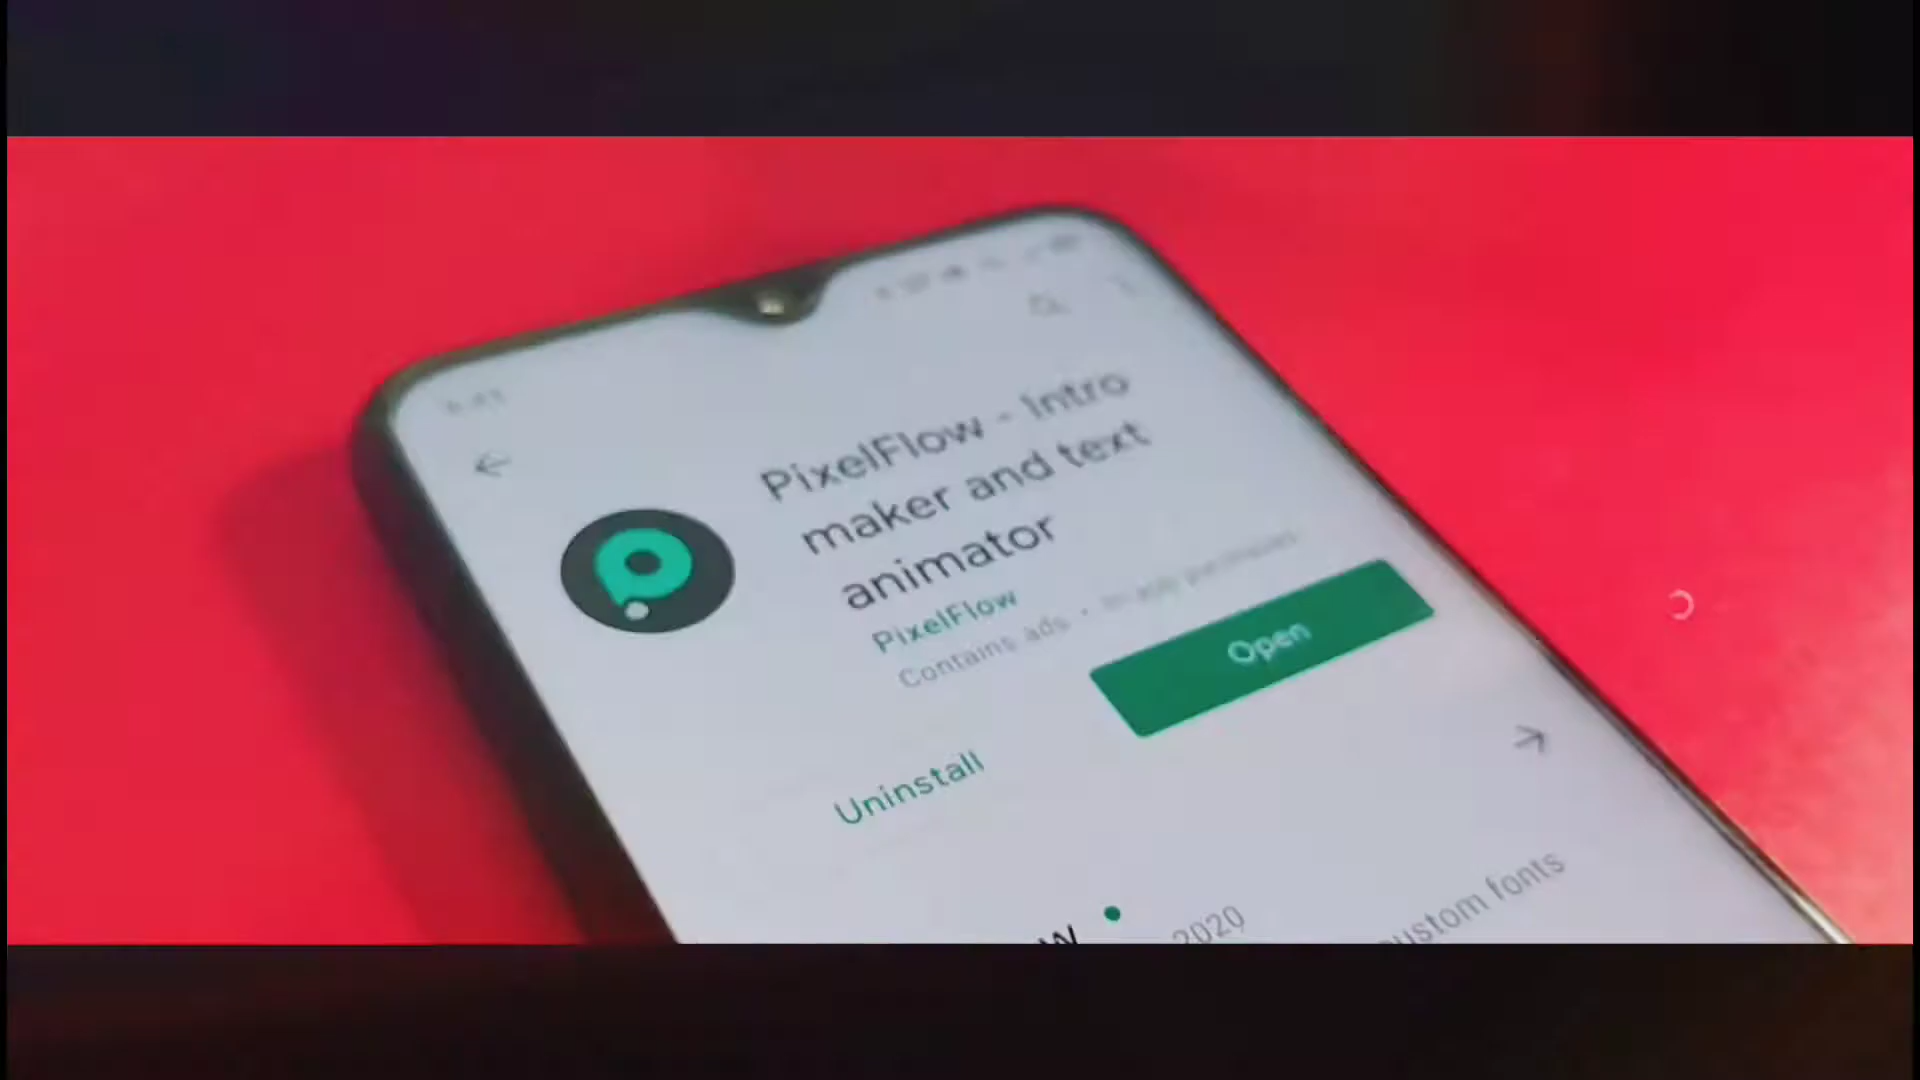 PixelFlow - Intro
maker and text
animator
PixelFlow
Contains ads •
Open
Uninstall
2020
custom fonts